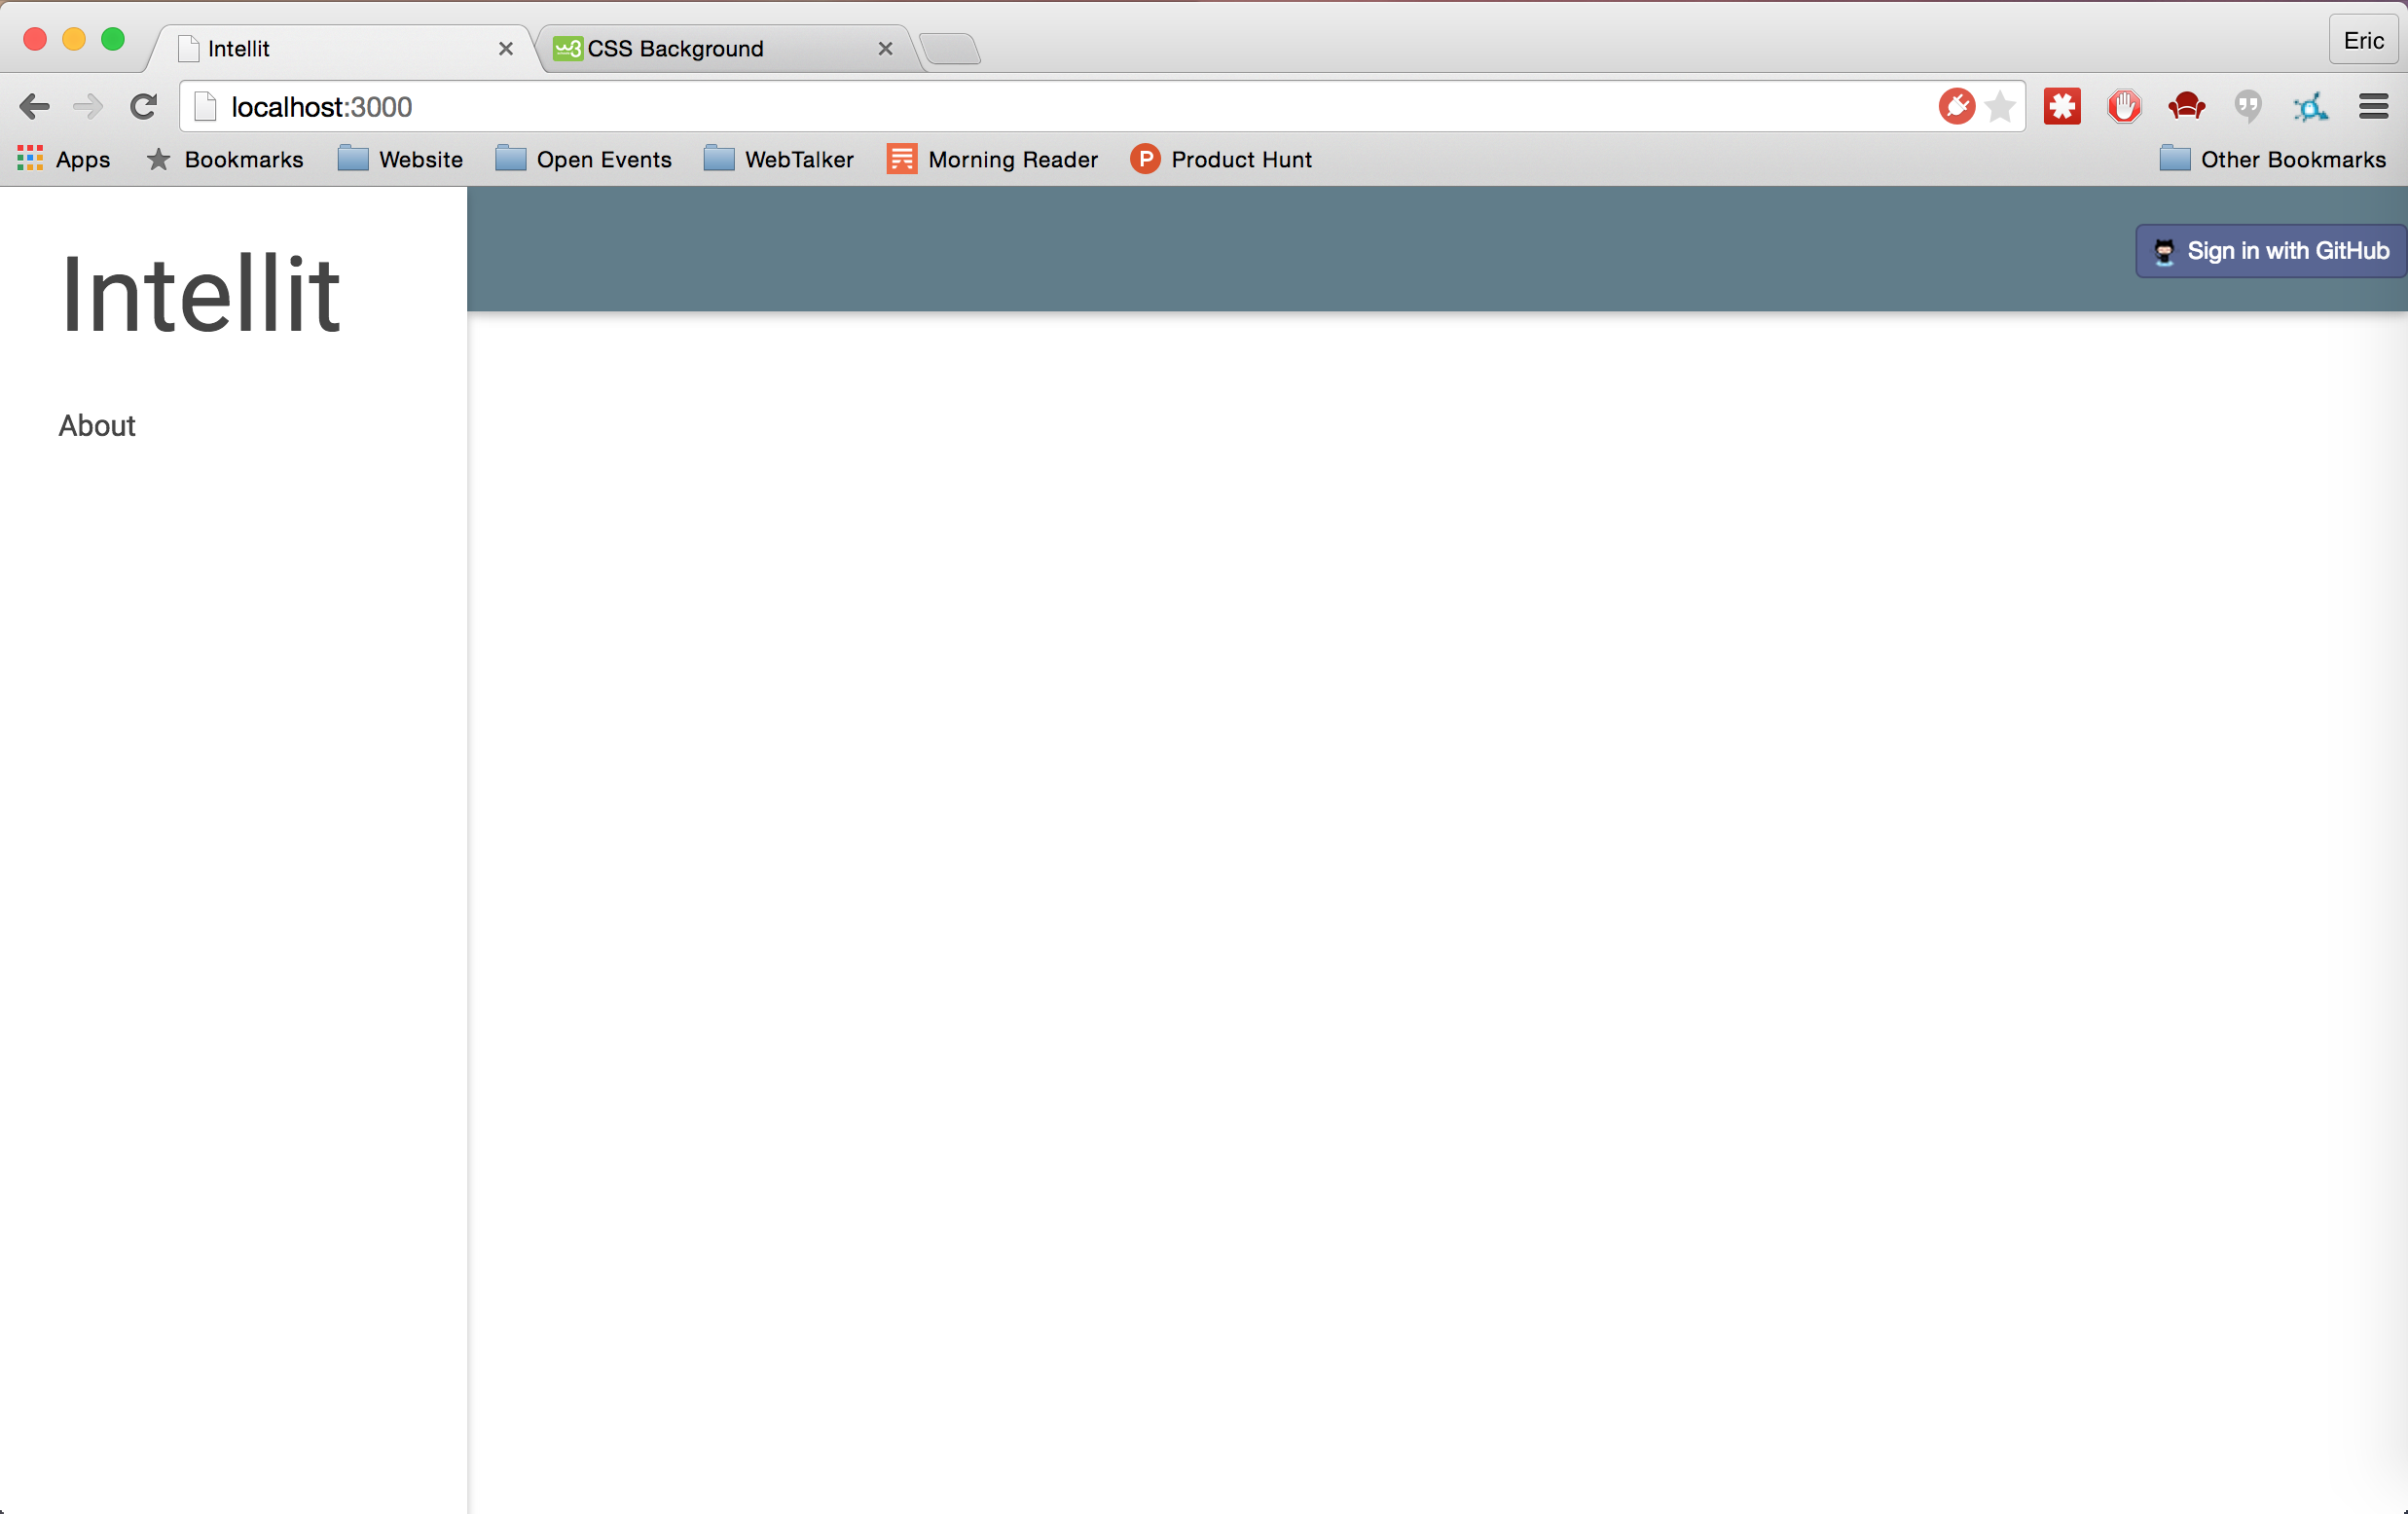 Intellit
CSS Background
Eric
localhost:3000
Apps
Bookmarks
Website
Open Events
WebTalker
Morning Reader
P
Product Hunt
Other Bookmarks
Intellit
Sign in with GitHub
About